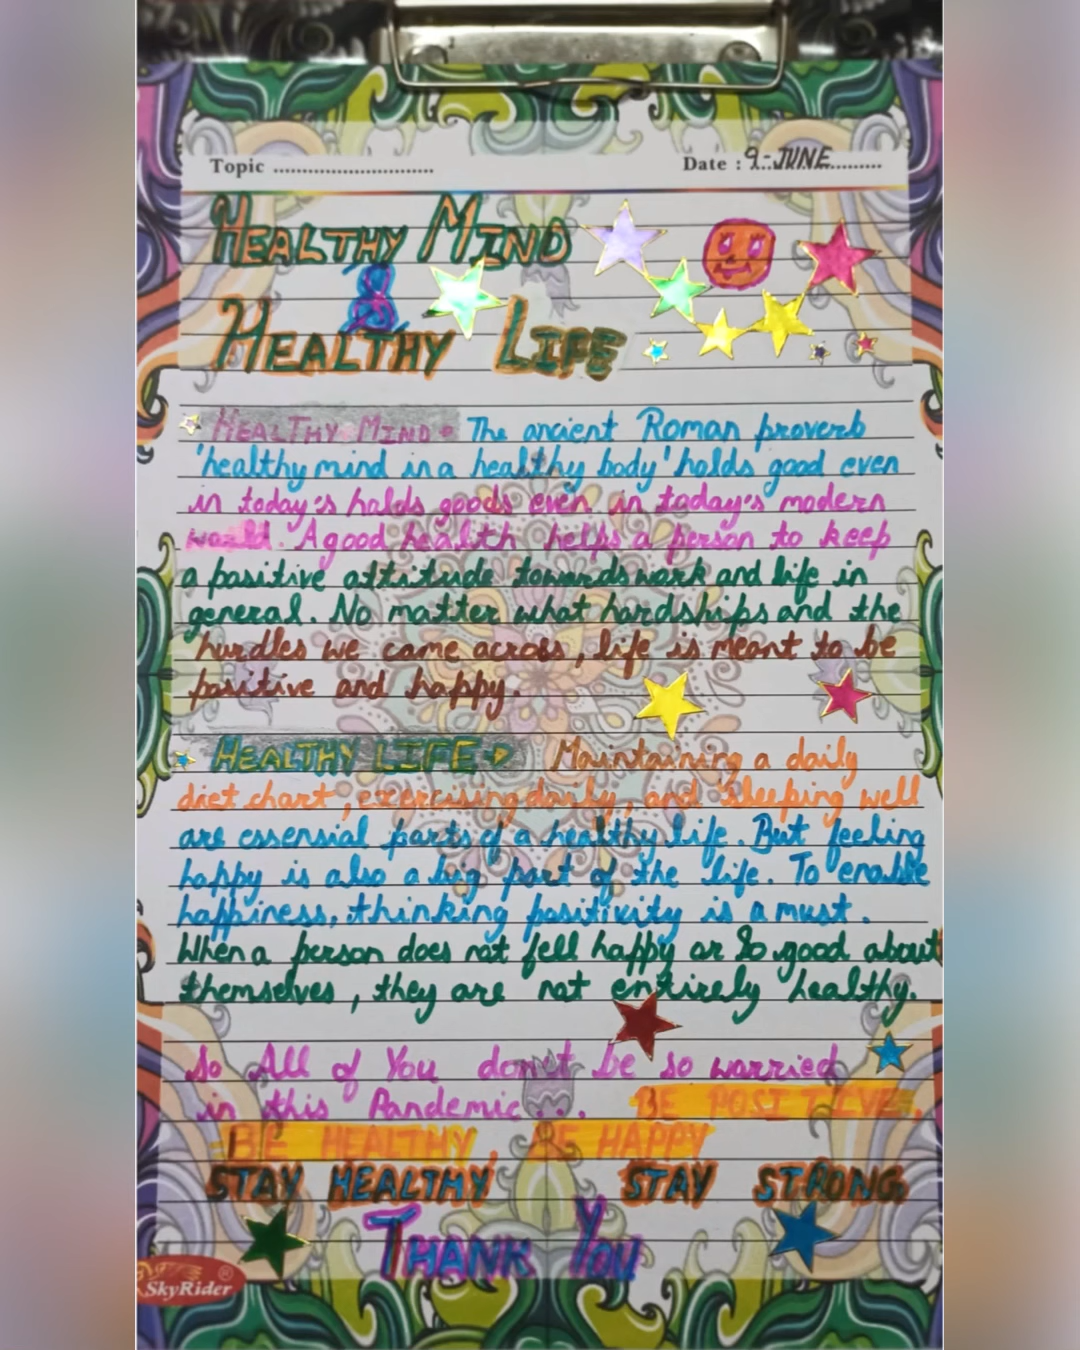 Topic ............................. Date : 9-JUNE.........
HEALTHY MIND
&
HEALTHY LIFE
HEALTHY MIND The ancient Roman proverb
'healthy mind in a healthy body' holds good even
in today's holds goods even in today's modern
world. A good health helps a person to keep
a positive attitude towards work and life in
general. No matter what hardships and the
hurdles we came across, life is meant to be
positive and happy.
HEALTHY LIFE Maintaining a daily
diet chart, exercising daily, and sleeping well
are essensial parts of a healthy life. But feeling
happy is also a big part of the life. To enable
happiness, thinking positivity is a must.
When a person does not fell happy or So good about
themselves, they are not entirely healthy.
So All of You don't be so worried
in this Pandemic... BE POSITIVE,
BE HEALTHY, BE HAPPY
STAY HEALTHY STAY STRONG
THANK YOU
SkyRider®